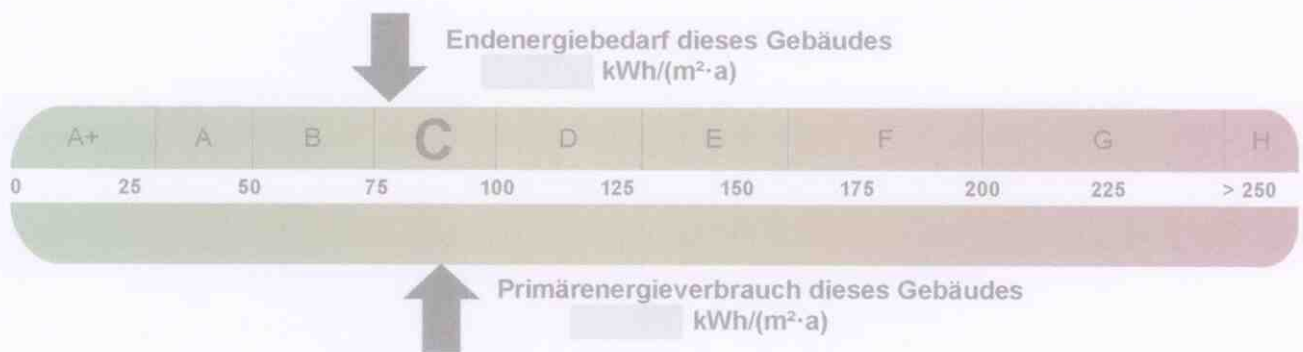 Endenergiebedarf dieses Gebäudes
kWh/(m²·a)
A+ A B C D E F G H
0 25 50 75 100 125 150 175 200 225 > 250
Primärenergieverbrauch dieses Gebäudes
kWh/(m²·a)